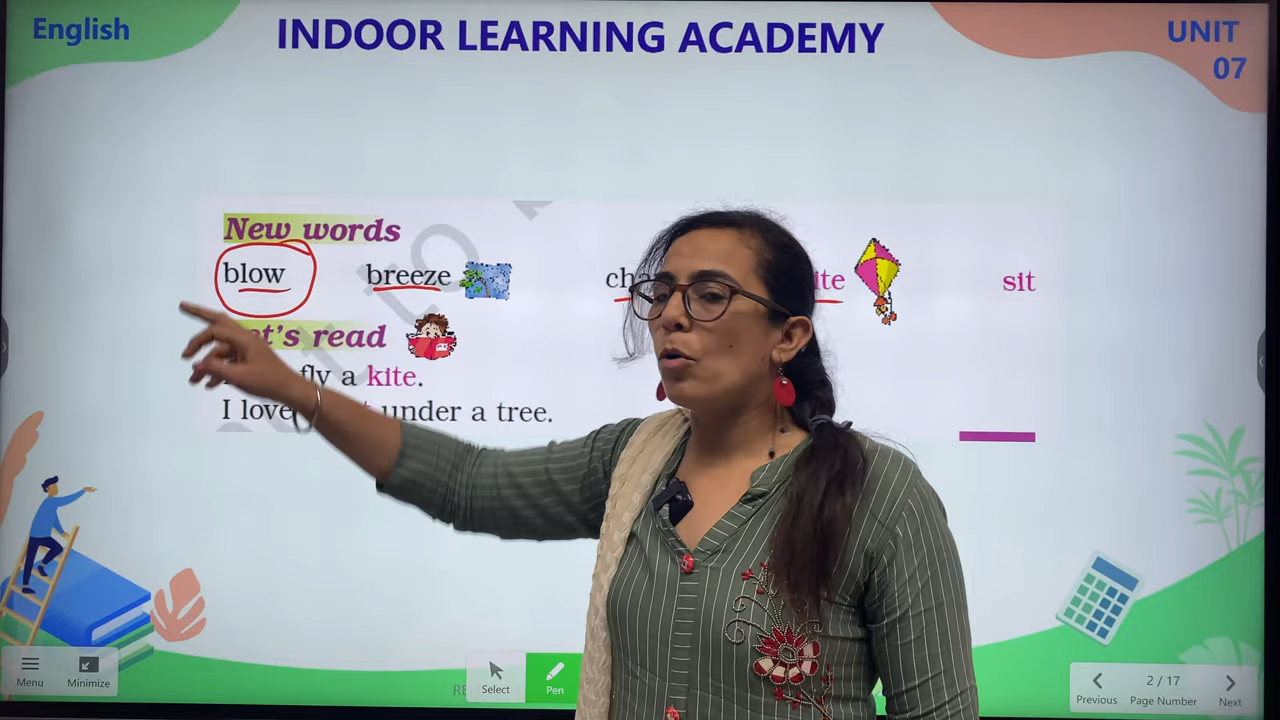 English
INDOOR LEARNING ACADEMY
UNIT
07
New words
blow breeze sit
read
fly a kite.
I love under a tree.
Menu
Minimize
Select
Pen
2 / 17
Previous Page Number Next